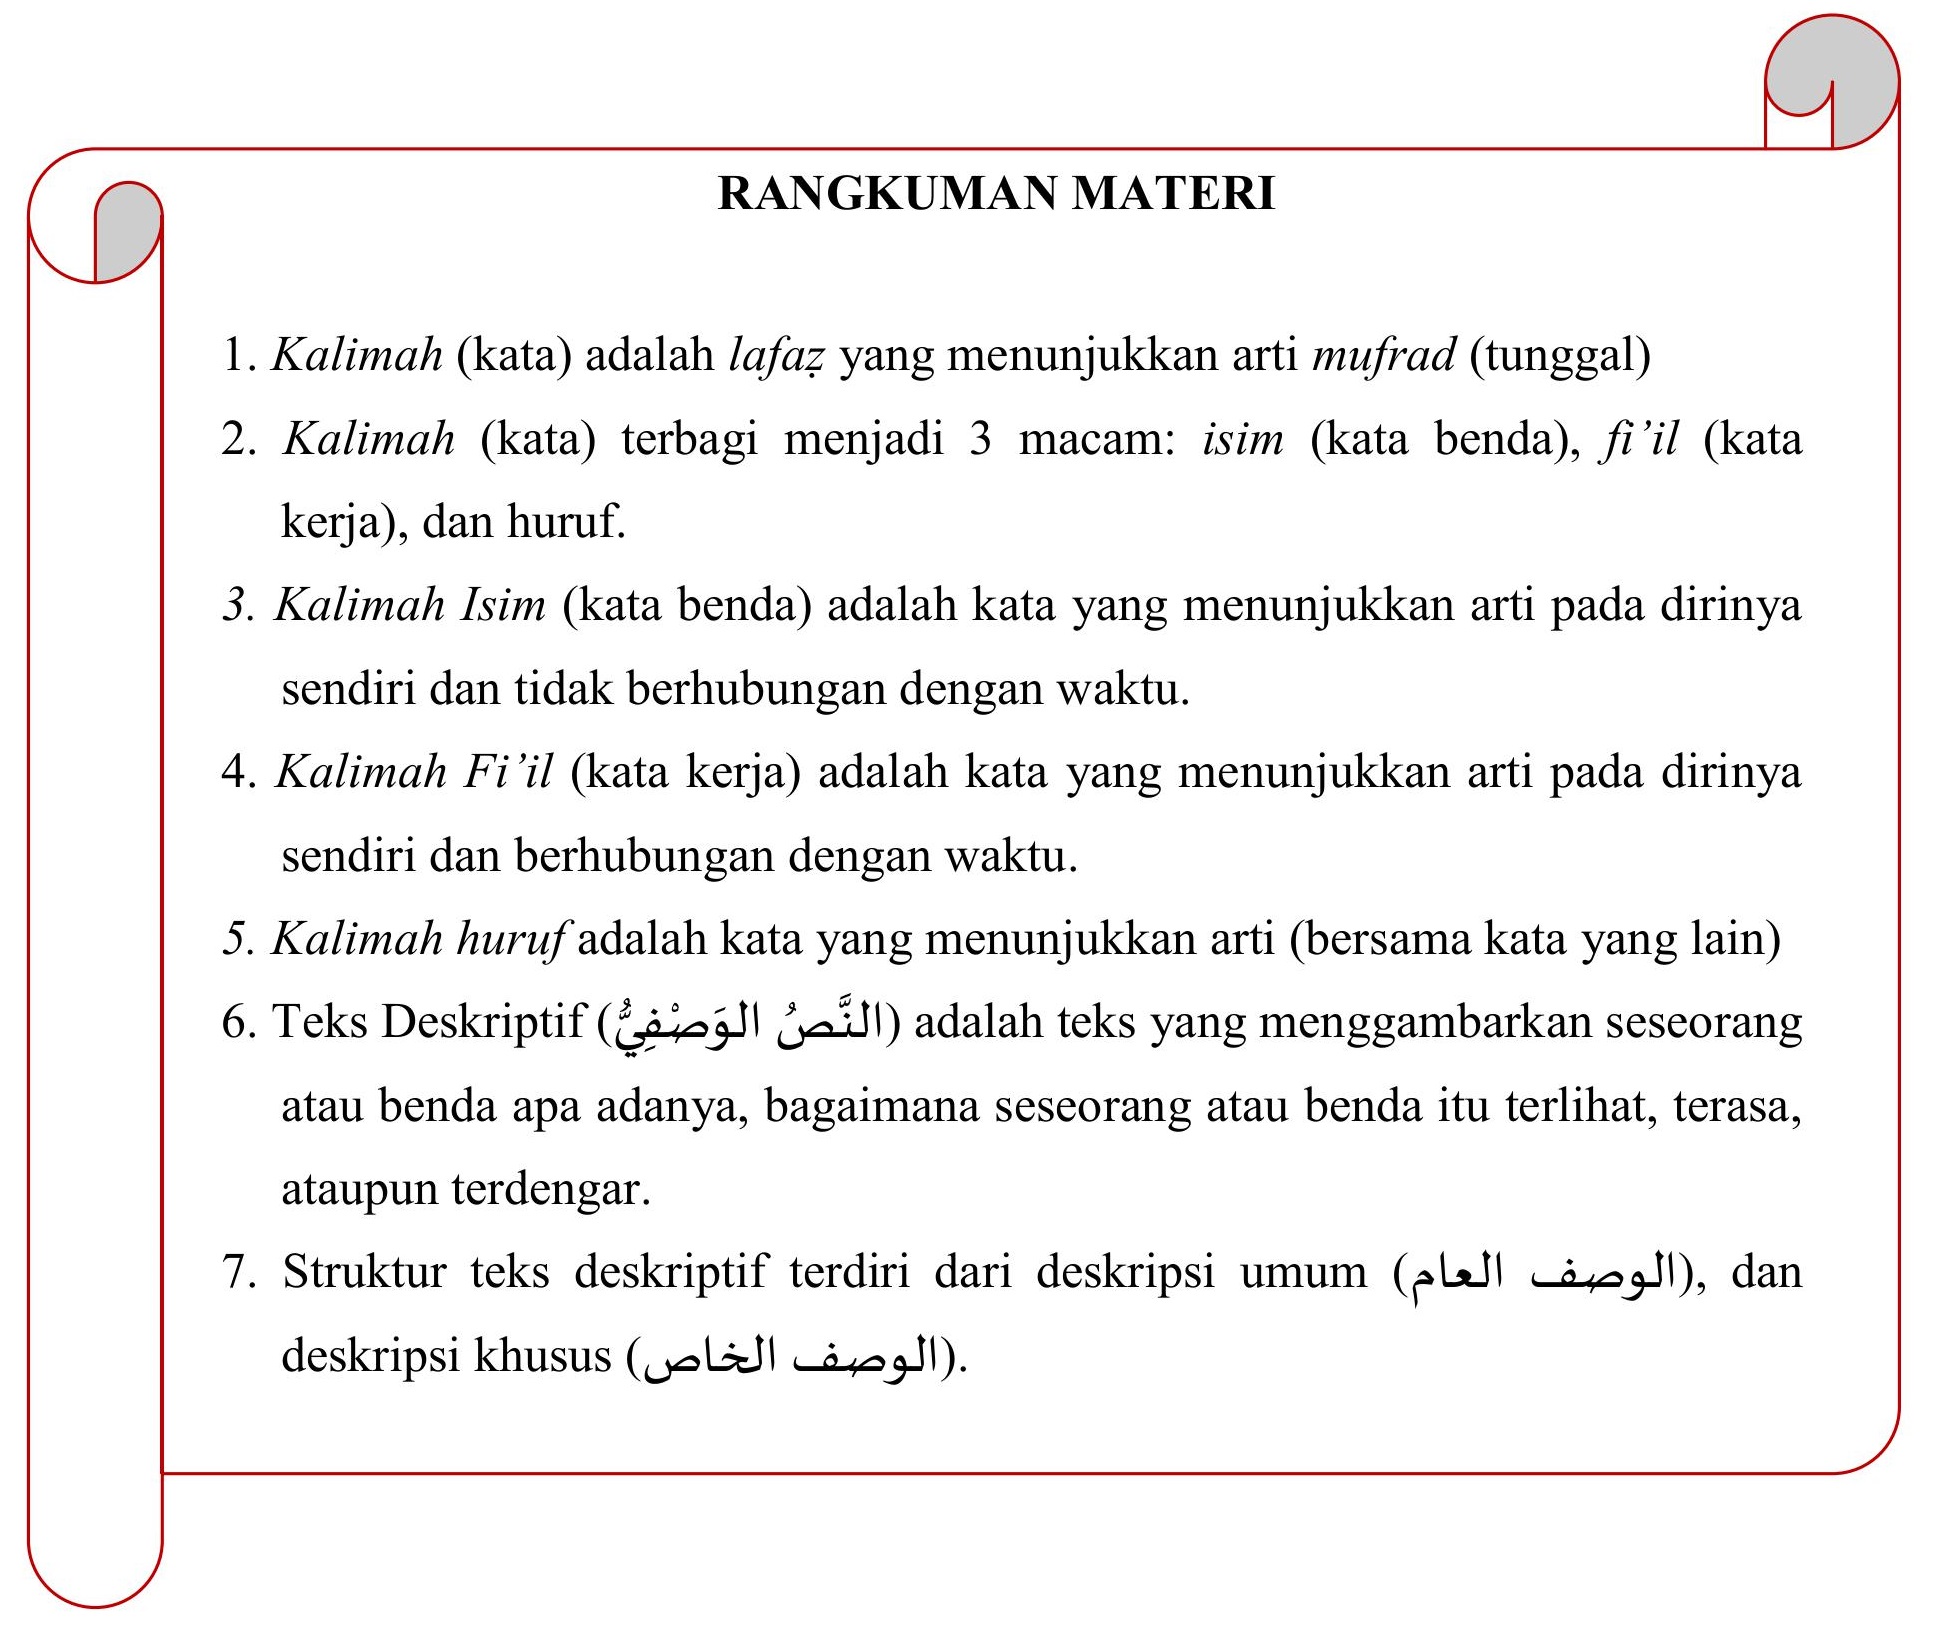 RANGKUMAN MATERI
1. Kalimah (kata) adalah lafaẓ yang menunjukkan arti mufrad (tunggal)
2. Kalimah (kata) terbagi menjadi 3 macam: isim (kata benda), fi’il (kata
kerja), dan huruf.
3. Kalimah Isim (kata benda) adalah kata yang menunjukkan arti pada dirinya
sendiri dan tidak berhubungan dengan waktu.
4. Kalimah Fi’il (kata kerja) adalah kata yang menunjukkan arti pada dirinya
sendiri dan berhubungan dengan waktu.
5. Kalimah huruf adalah kata yang menunjukkan arti (bersama kata yang lain)
6. Teks Deskriptif (النَّصُ الوَصْفِيُّ) adalah teks yang menggambarkan seseorang
atau benda apa adanya, bagaimana seseorang atau benda itu terlihat, terasa,
ataupun terdengar.
7. Struktur teks deskriptif terdiri dari deskripsi umum (الوصف العام), dan
deskripsi khusus (الوصف الخاص).